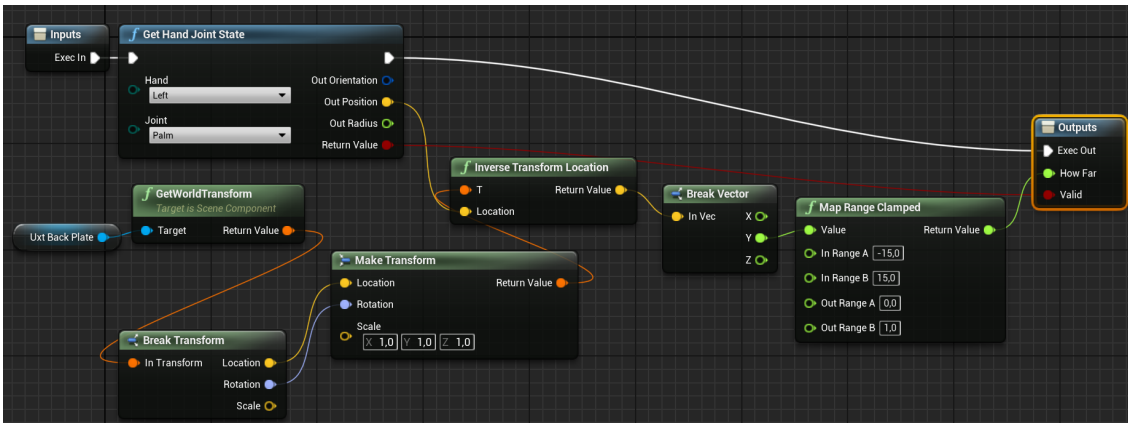 Inputs
Exec In
Get Hand Joint State
Hand
Left
Joint
Palm
Out Orientation
Out Position
Out Radius
Return Value
GetWorldTransform
Target is Scene Component
Target
Return Value
Uxt Back Plate
Break Transform
In Transform
Location
Rotation
Scale
Make Transform
Location
Rotation
Scale
X 1,0 Y 1,0 Z 1,0
Return Value
Inverse Transform Location
T
Location
Return Value
Break Vector
In Vec
X
Y
Z
Map Range Clamped
Value
Return Value
In Range A -15,0
In Range B 15,0
Out Range A 0,0
Out Range B 1,0
Outputs
Exec Out
How Far
Valid